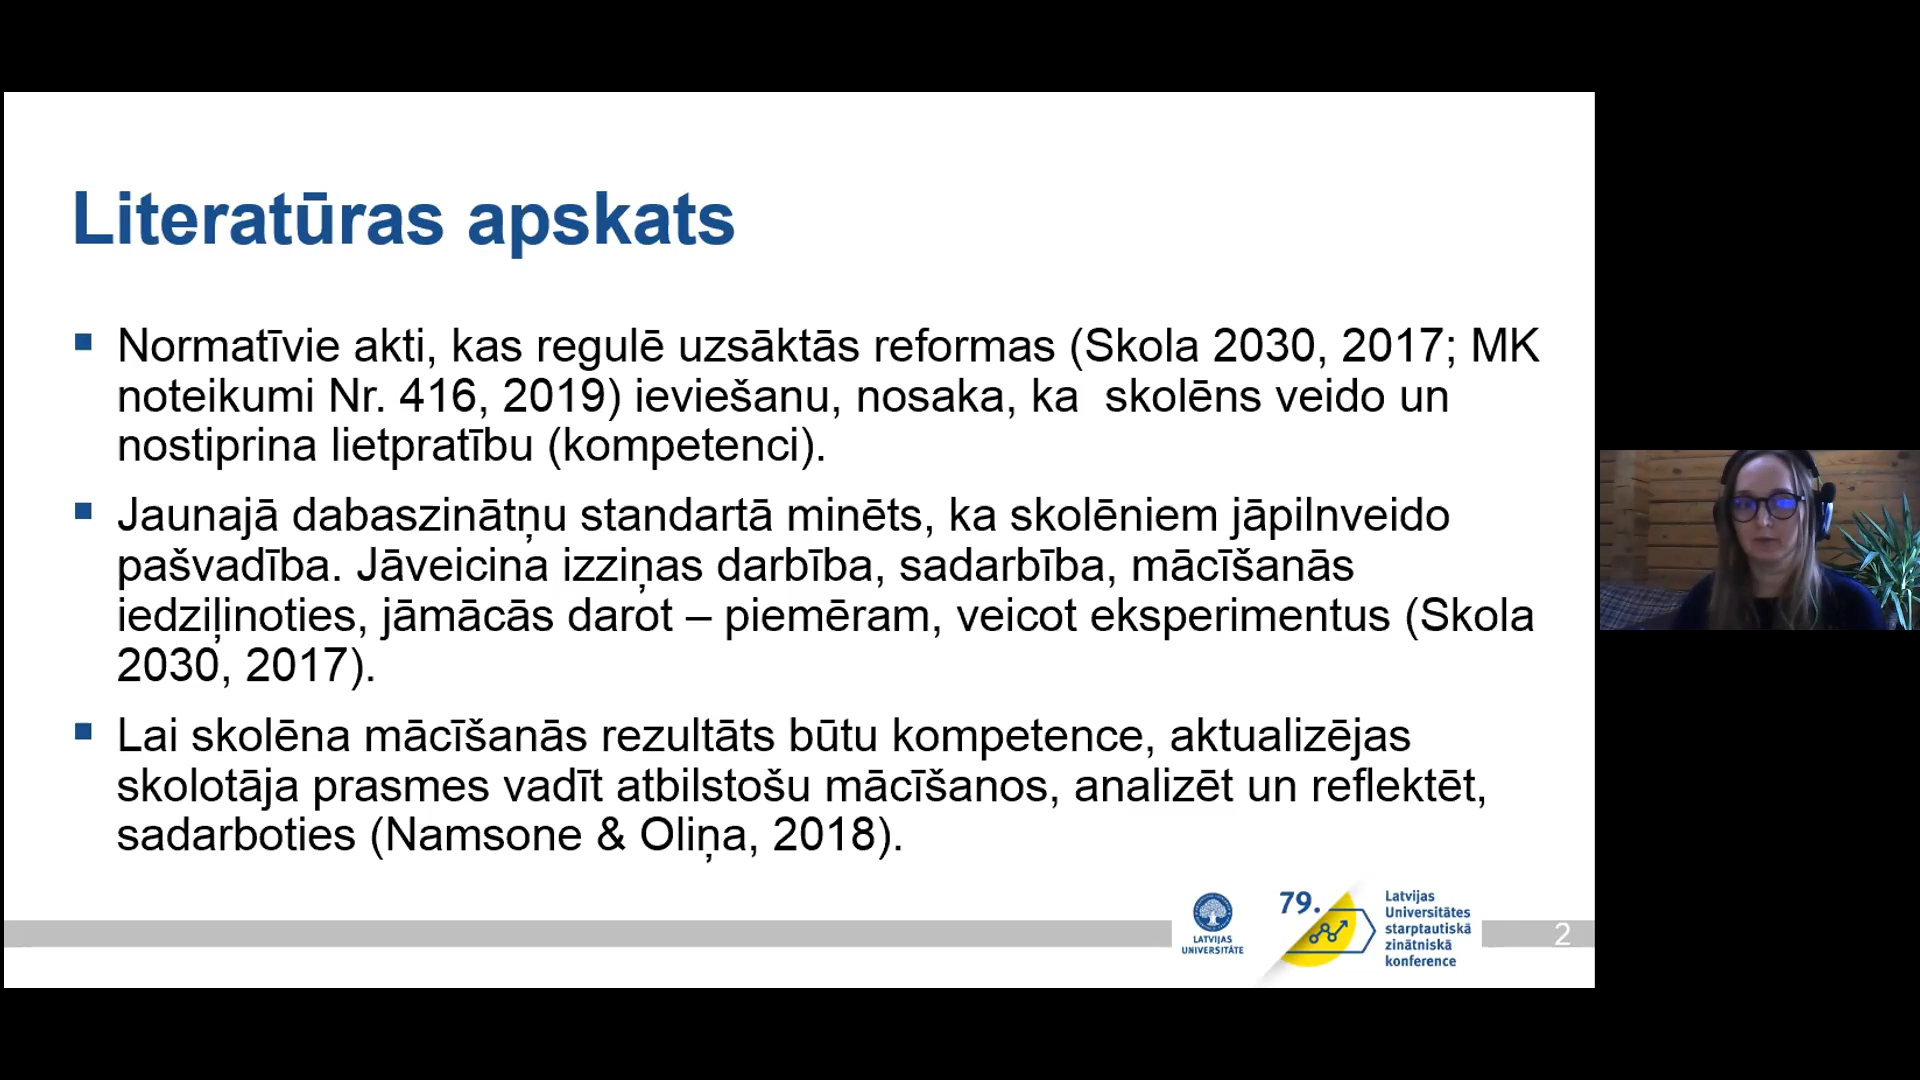 Literatūras apskats
Normatīvie akti, kas regulē uzsāktās reformas (Skola 2030, 2017; MK
noteikumi Nr. 416, 2019) ieviešanu, nosaka, ka  skolēns veido un
nostiprina lietpratību (kompetenci).
Jaunajā dabaszinātņu standartā minēts, ka skolēniem jāpilnveido
pašvadība. Jāveicina izziņas darbība, sadarbība, mācīšanās
iedziļinoties, jāmācās darot – piemēram, veicot eksperimentus (Skola
2030, 2017).
Lai skolēna mācīšanās rezultāts būtu kompetence, aktualizējas
skolotāja prasmes vadīt atbilstošu mācīšanos, analizēt un reflektēt,
sadarboties (Namsone & Oliņa, 2018).
LATVIJAS
UNIVERSITĀTE
79.
Latvijas
Universitātes
starptautiskā
zinātniskā
konference
2